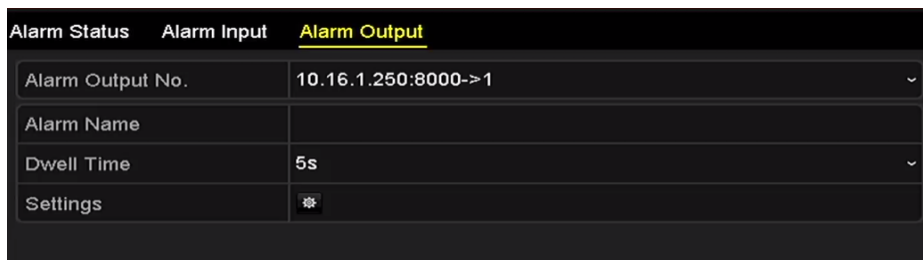 Alarm Status Alarm Input Alarm Output
Alarm Output No. 10.16.1.250:8000->1
Alarm Name
Dwell Time 5s
Settings